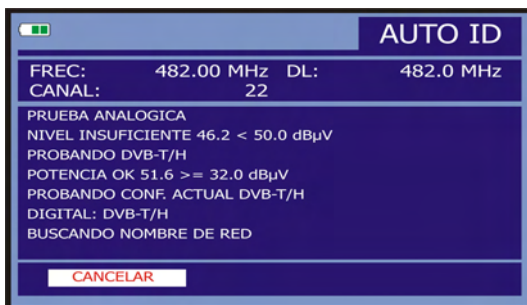 AUTO ID
FREC: 482.00 MHz DL: 482.0 MHz
CANAL: 22
PRUEBA ANALOGICA
NIVEL INSUFICIENTE 46.2 < 50.0 dBµV
PROBANDO DVB-T/H
POTENCIA OK 51.6 >= 32.0 dBµV
PROBANDO CONF. ACTUAL DVB-T/H
DIGITAL: DVB-T/H
BUSCANDO NOMBRE DE RED
CANCELAR